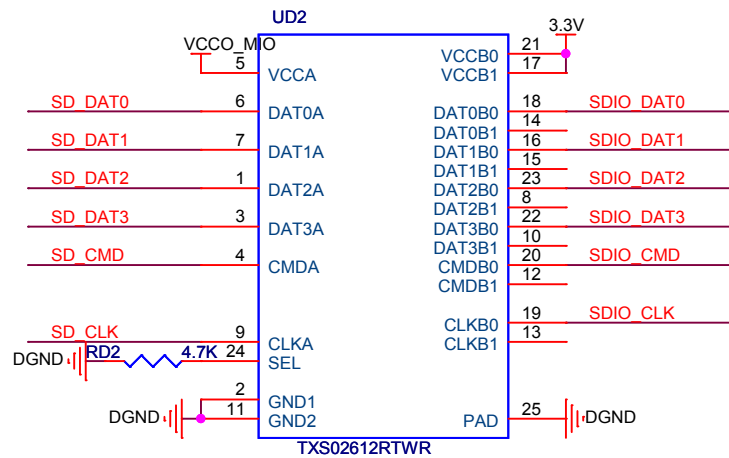 UD2
3.3V
VCCO_MIO
5 VCCA
21 VCCB0
17 VCCB1
SD_DAT0 6 DAT0A
DAT0B0 18 SDIO_DAT0
DAT0B1 14
SD_DAT1 7 DAT1A
DAT1B0 16 SDIO_DAT1
DAT1B1 15
SD_DAT2 1 DAT2A
DAT2B0 23 SDIO_DAT2
DAT2B1 8
SD_DAT3 3 DAT3A
DAT3B0 22 SDIO_DAT3
DAT3B1 10
SD_CMD 4 CMDA
CMDB0 20 SDIO_CMD
CMDB1 12
SD_CLK 9 CLKA
CLKB0 19 SDIO_CLK
CLKB1 13
DGND RD2 4.7K 24 SEL
2 GND1
DGND 11 GND2
PAD 25 DGND
TXS02612RTWR